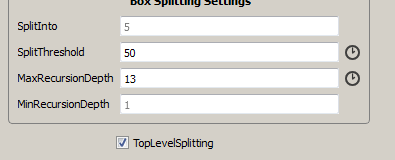 Box Splitting Settings
SplitInto 5
SplitThreshold 50
MaxRecursionDepth 13
MinRecursionDepth 1
TopLevelSplitting